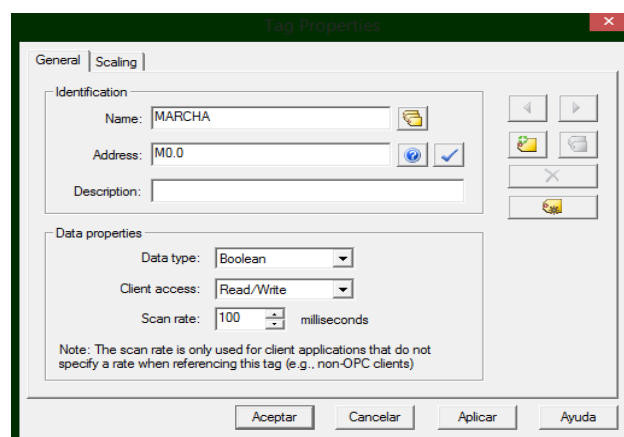 Tag Properties
General
Scaling
Identification
Name: MARCHA
Address: M0.0
Description:
Data properties
Data type: Boolean
Client access: Read/Write
Scan rate: 100 milliseconds
Note: The scan rate is only used for client applications that do not
specify a rate when referencing this tag (e.g., non-OPC clients)
Aceptar Cancelar Aplicar Ayuda